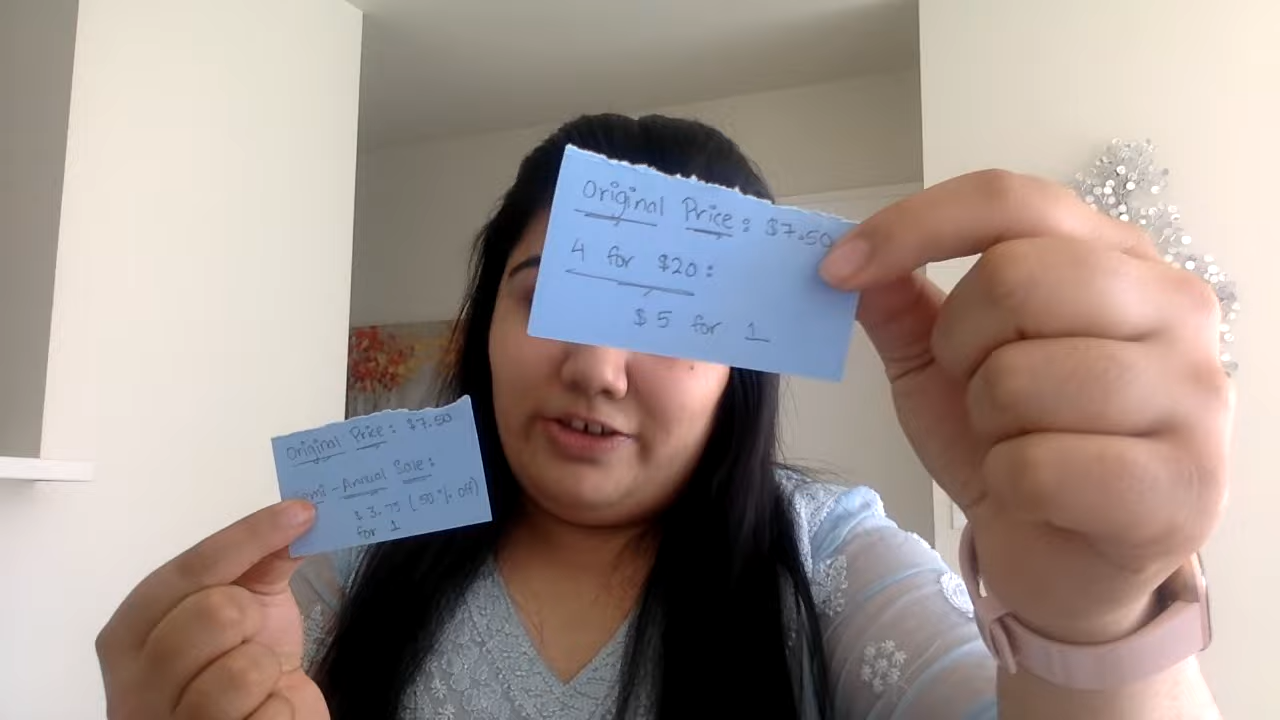 Original Price: $7.50
4 for $20:
$5 for 1
Original Price: $7.50
Semi-Annual Sale:
$3.75 (50% off)
for 1